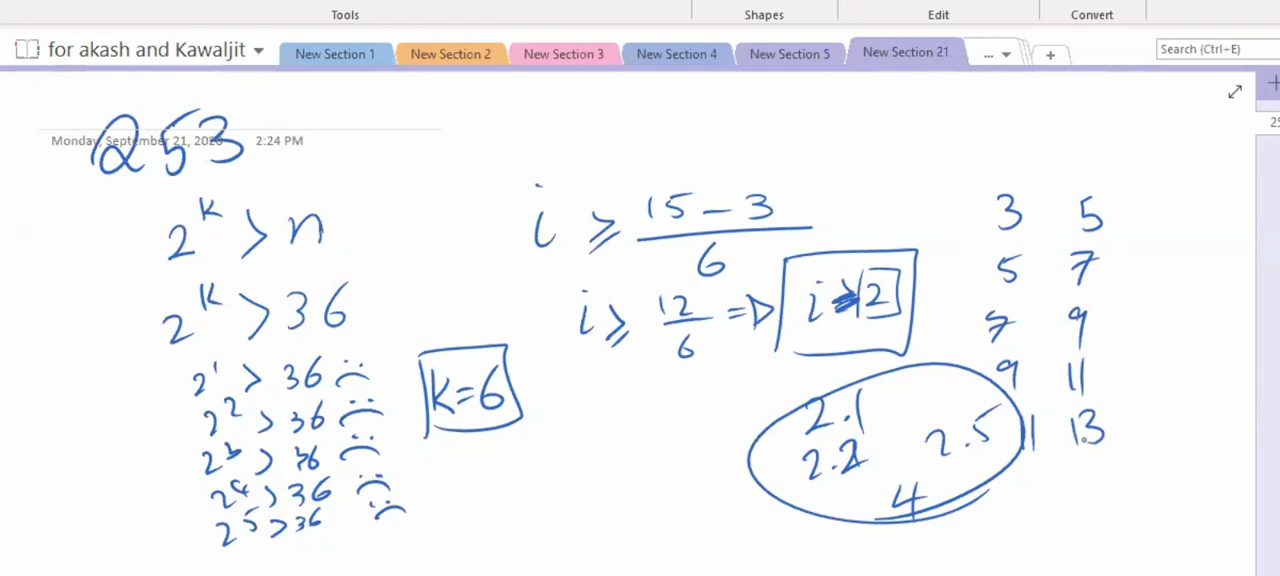 Tools Shapes Edit Convert
for akash and Kawaljit New Section 1 New Section 2 New Section 3 New Section 4 New Section 5 New Section 21 ... + Search (Ctrl+E)
Monday, September 21, 2020 2:24 PM
Q53
2^k > n
2^k > 36
2^1 > 36 ☹
2^2 > 36 ☹
2^3 > 36 ☹
2^4 > 36 ☹
2^5 > 36 ☹
k=6
i ≥ (15 - 3)/6
i ≥ 12/6 => i ≥ 2
2.1
2.2 2.5
4
3 5
5 7
7 9
9 11
11 13